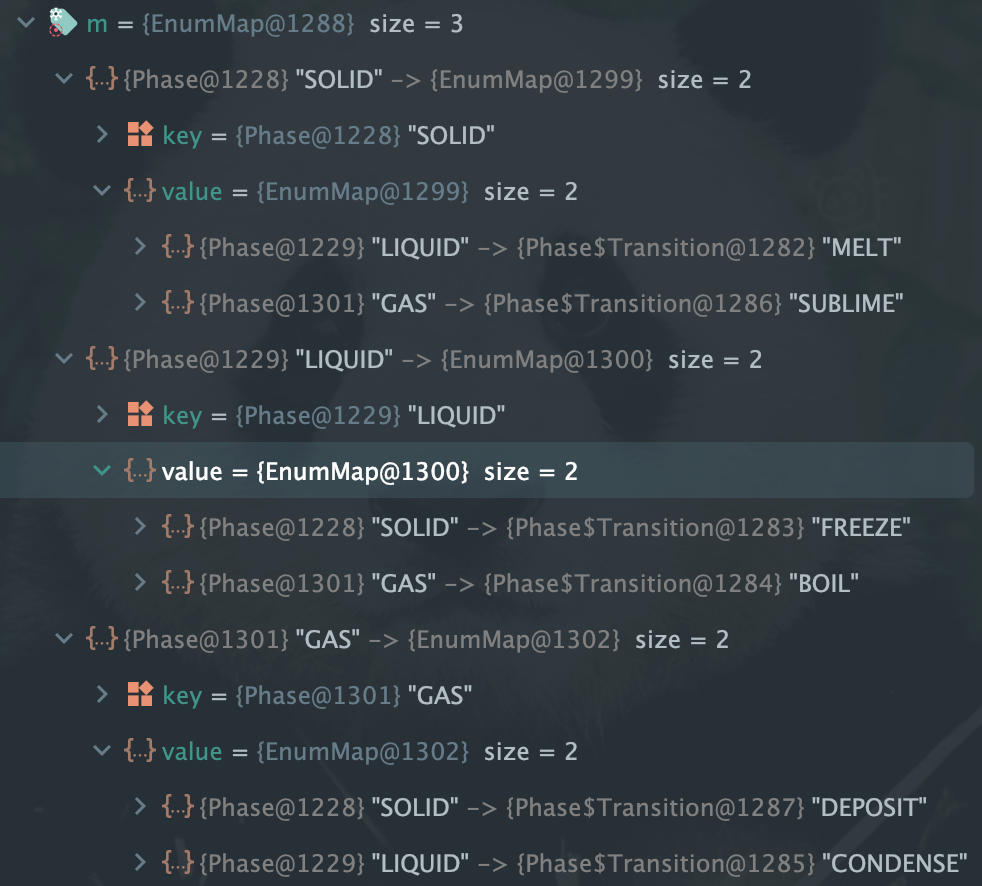 m = {EnumMap@1288} size = 3
{...} {Phase@1228} "SOLID" -> {EnumMap@1299} size = 2
key = {Phase@1228} "SOLID"
{...} value = {EnumMap@1299} size = 2
{...} {Phase@1229} "LIQUID" -> {Phase$Transition@1282} "MELT"
{...} {Phase@1301} "GAS" -> {Phase$Transition@1286} "SUBLIME"
{...} {Phase@1229} "LIQUID" -> {EnumMap@1300} size = 2
key = {Phase@1229} "LIQUID"
{...} value = {EnumMap@1300} size = 2
{...} {Phase@1228} "SOLID" -> {Phase$Transition@1283} "FREEZE"
{...} {Phase@1301} "GAS" -> {Phase$Transition@1284} "BOIL"
{...} {Phase@1301} "GAS" -> {EnumMap@1302} size = 2
key = {Phase@1301} "GAS"
{...} value = {EnumMap@1302} size = 2
{...} {Phase@1228} "SOLID" -> {Phase$Transition@1287} "DEPOSIT"
{...} {Phase@1229} "LIQUID" -> {Phase$Transition@1285} "CONDENSE"